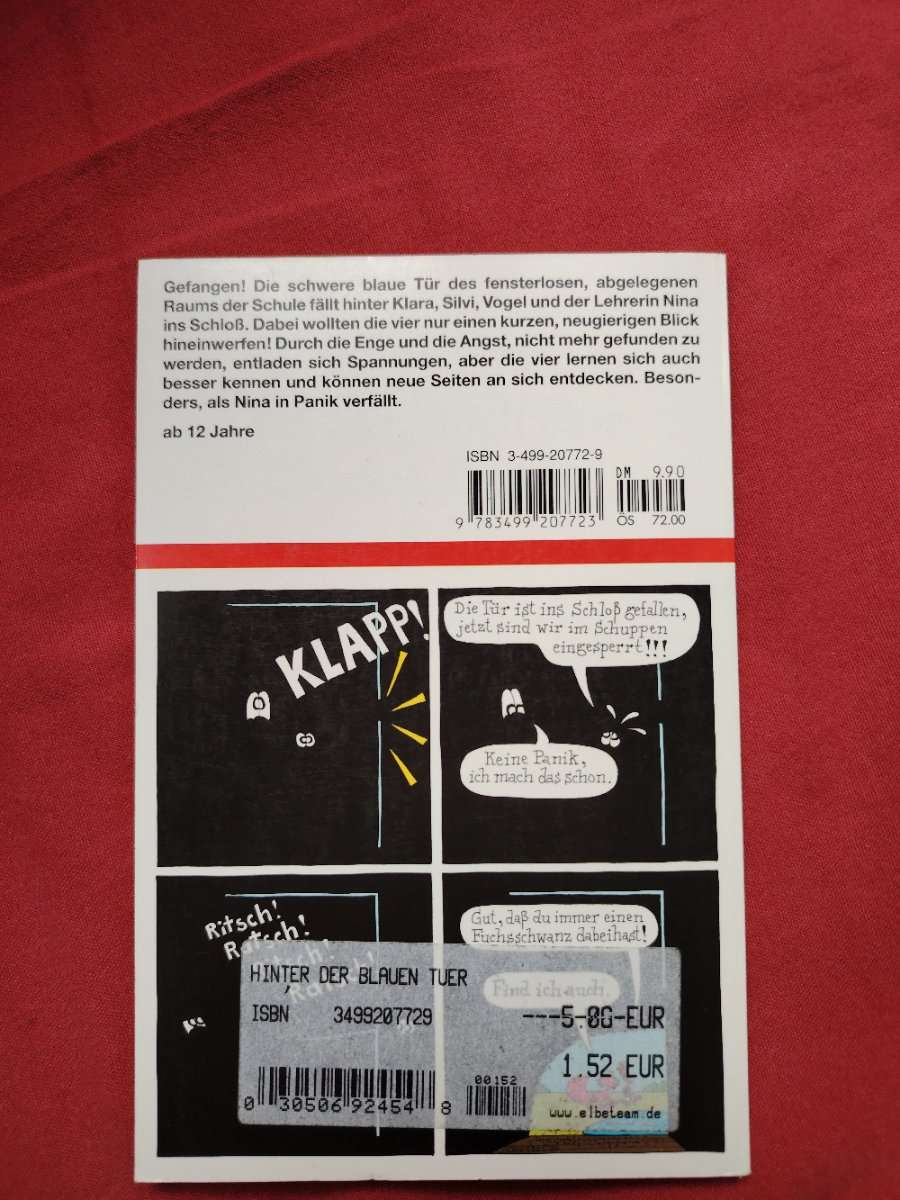 Gefangen! Die schwere blaue Tür des fensterlosen, abgelegenen
Raums der Schule fällt hinter Klara, Silvi, Vogel und der Lehrerin Nina
ins Schloß. Dabei wollten die vier nur einen kurzen, neugierigen Blick
hineinwerfen! Durch die Enge und die Angst, nicht mehr gefunden zu
werden, entladen sich Spannungen, aber die vier lernen sich auch
besser kennen und können neue Seiten an sich entdecken. Beson-
ders, als Nina in Panik verfällt.
ab 12 Jahre
ISBN 3-499-20772-9
DM 9.90
9 783499 207723
ÖS 72.00
KLAPP!
Die Tür ist ins Schloß gefallen,
jetzt sind wir im Schuppen
eingesperrt!!!
Keine Panik,
ich mach das schon.
Ritsch!
Ratsch!
Gut, daß du immer einen
Fuchsschwanz dabeihast!
Find ich auch.
HINTER DER BLAUEN TUER
ISBN 3499207729
---5.00-EUR
1.52 EUR
00152
0 30506 92454 8
www.elbeteam.de